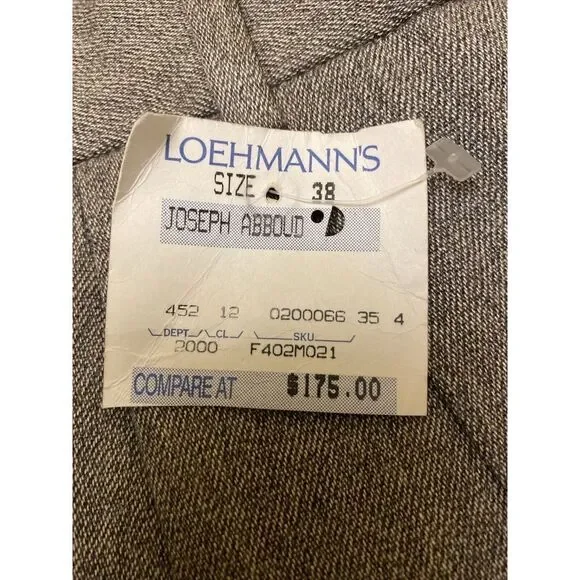 LOEHMANN'S
SIZE 38
JOSEPH ABBOUD
452 12 0200066 35 4
DEPT CL SKU
2000 F402M021
COMPARE AT $175.00